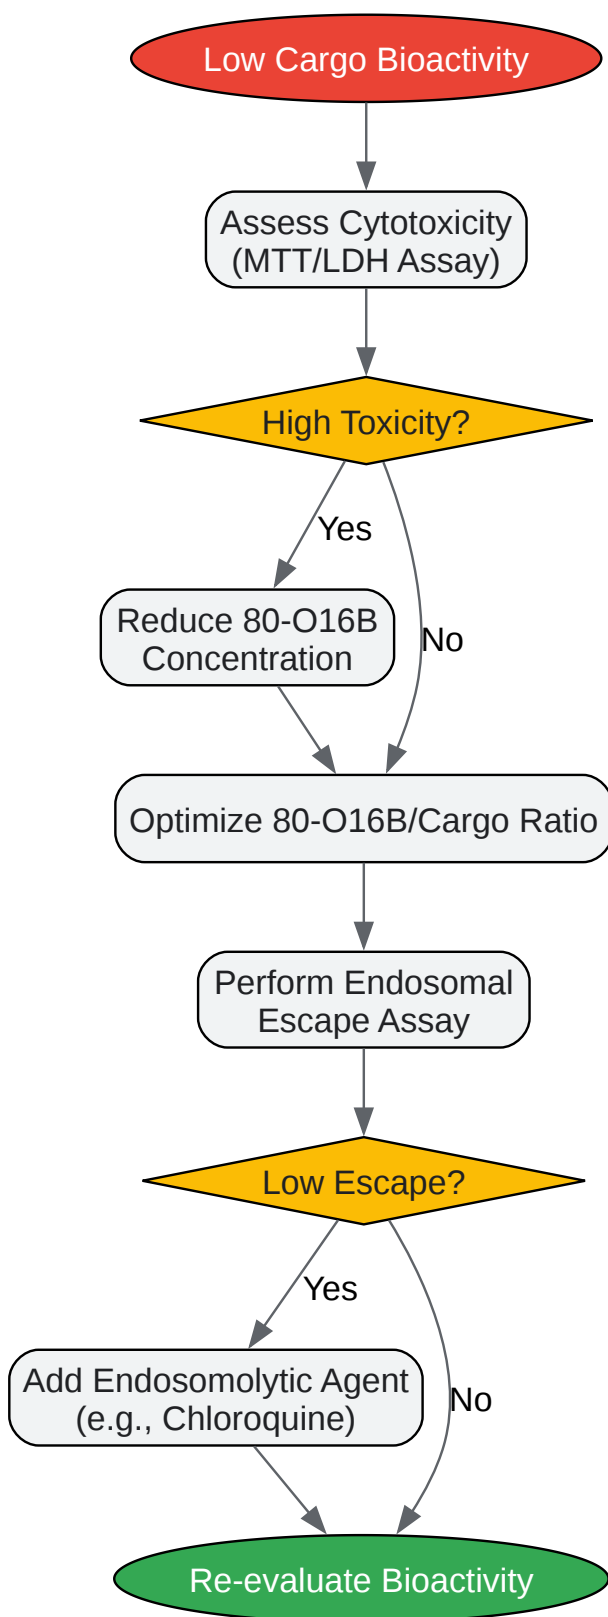 Low Cargo Bioactivity
Assess Cytotoxicity
(MTT/LDH Assay)
High Toxicity?
Yes
Reduce 80-O16B
Concentration
No
Optimize 80-O16B/Cargo Ratio
Perform Endosomal
Escape Assay
Low Escape?
Yes
Add Endosomolytic Agent
(e.g., Chloroquine)
No
Re-evaluate Bioactivity